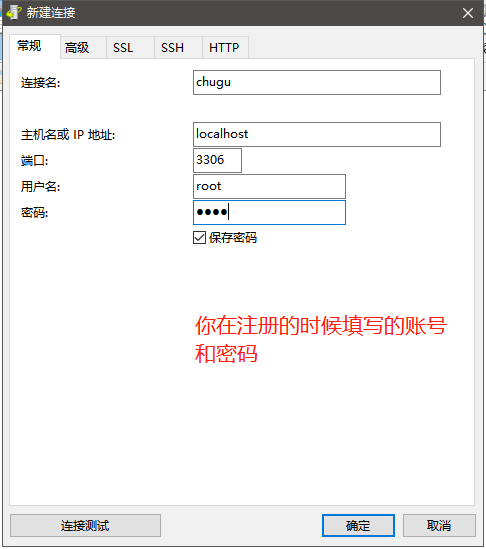 新建连接
常规 高级 SSL SSH HTTP
连接名: chugu
主机名或 IP 地址: localhost
端口: 3306
用户名: root
密码: ●●●●
保存密码
你在注册的时候填写的账号
和密码
连接测试 确定 取消